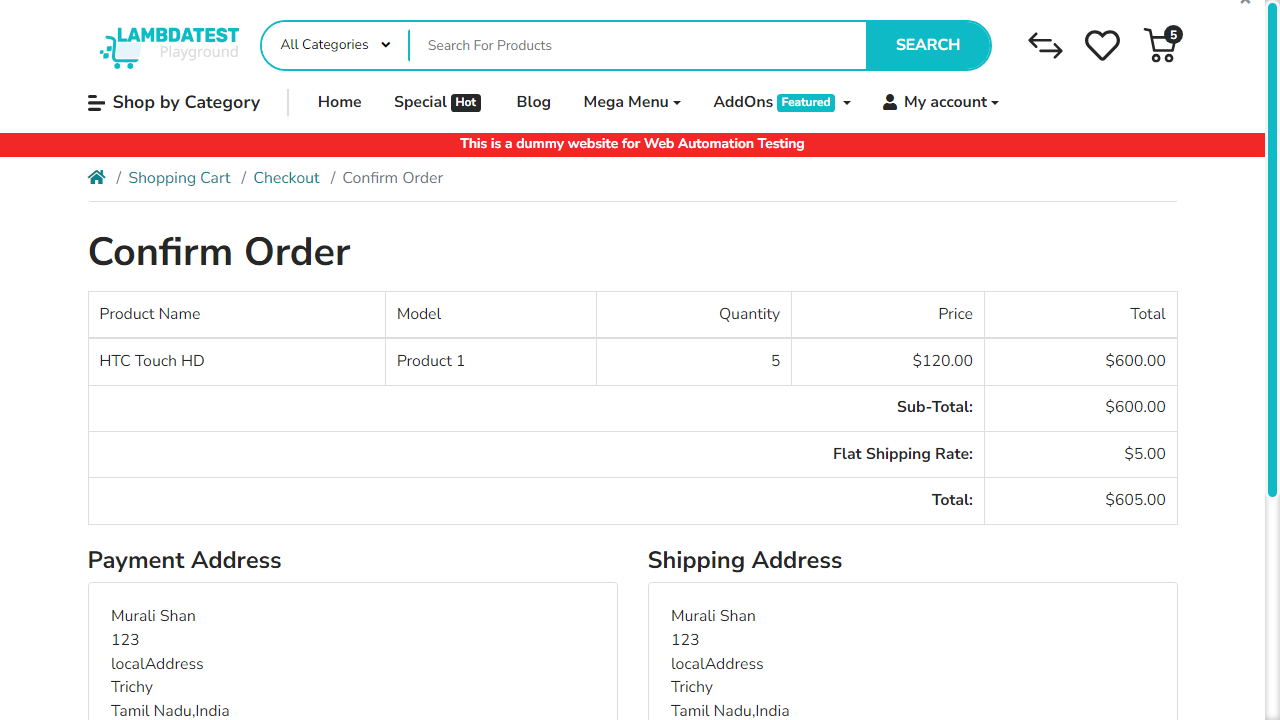 LAMBDATEST
Playground
All Categories
Search For Products
SEARCH
5
Shop by Category
Home
Special Hot
Blog
Mega Menu
AddOns Featured
My account
This is a dummy website for Web Automation Testing
/ Shopping Cart / Checkout / Confirm Order
Confirm Order
Product Name Model Quantity Price Total
HTC Touch HD Product 1 5 $120.00 $600.00
Sub-Total: $600.00
Flat Shipping Rate: $5.00
Total: $605.00
Payment Address
Murali Shan
123
localAddress
Trichy
Tamil Nadu,India
Shipping Address
Murali Shan
123
localAddress
Trichy
Tamil Nadu,India